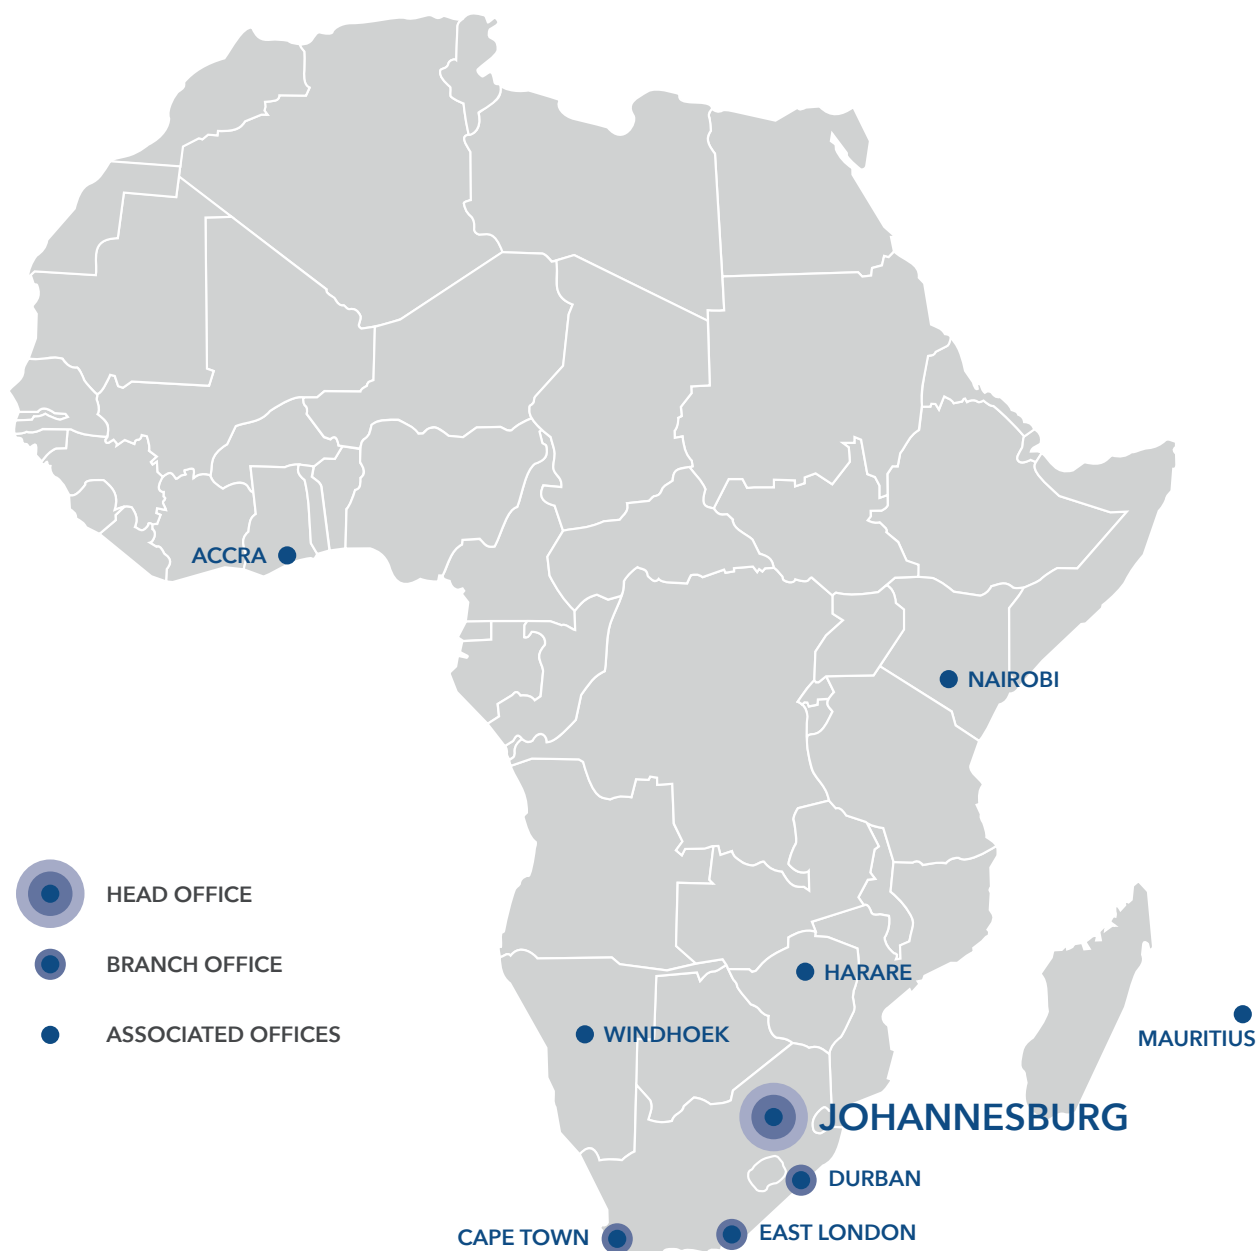 ACCRA
NAIROBI
HEAD OFFICE
BRANCH OFFICE
HARARE
ASSOCIATED OFFICES
WINDHOEK
MAURITIUS
JOHANNESBURG
DURBAN
CAPE TOWN
EAST LONDON